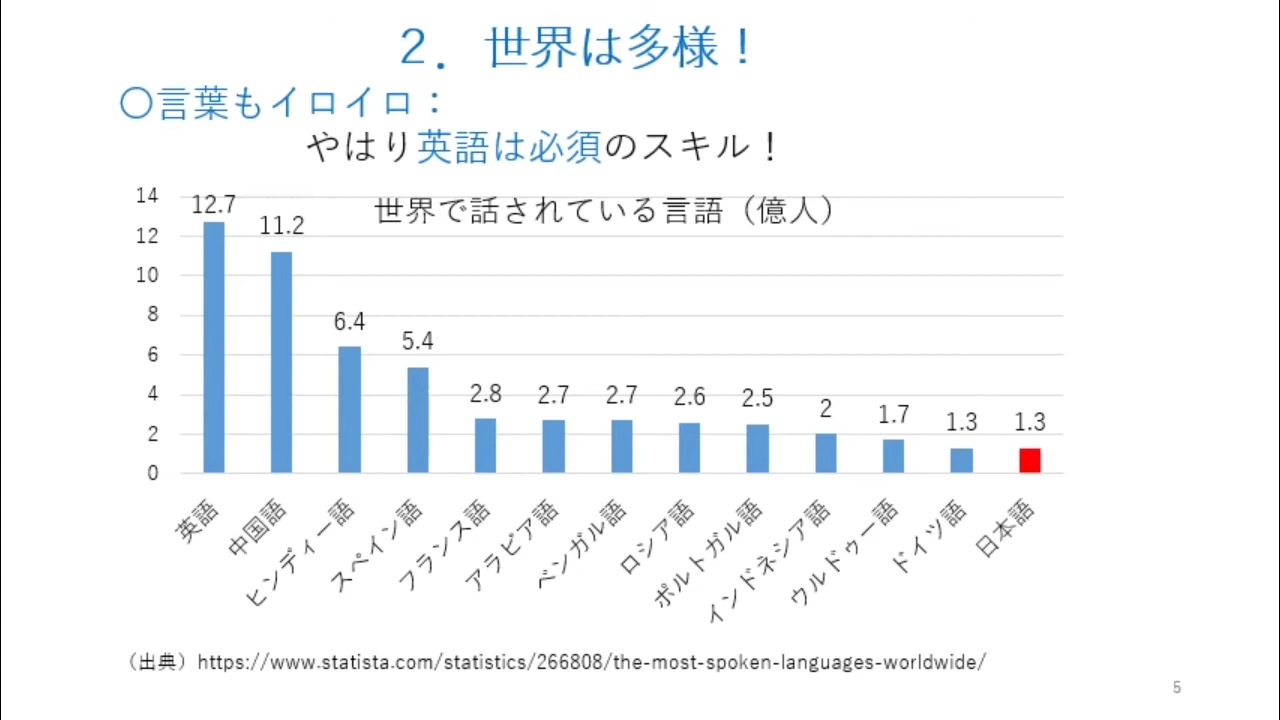 2．世界は多様！
○言葉もイロイロ：
やはり英語は必須のスキル！
世界で話されている言語（億人）
14
12
10
8
6
4
2
0
12.7
11.2
6.4
5.4
2.8
2.7
2.7
2.6
2.5
2
1.7
1.3
1.3
英語
中国語
ヒンディー語
スペイン語
フランス語
アラビア語
ベンガル語
ロシア語
ポルトガル語
インドネシア語
ウルドゥー語
ドイツ語
日本語
（出典）https://www.statista.com/statistics/266808/the-most-spoken-languages-worldwide/
5